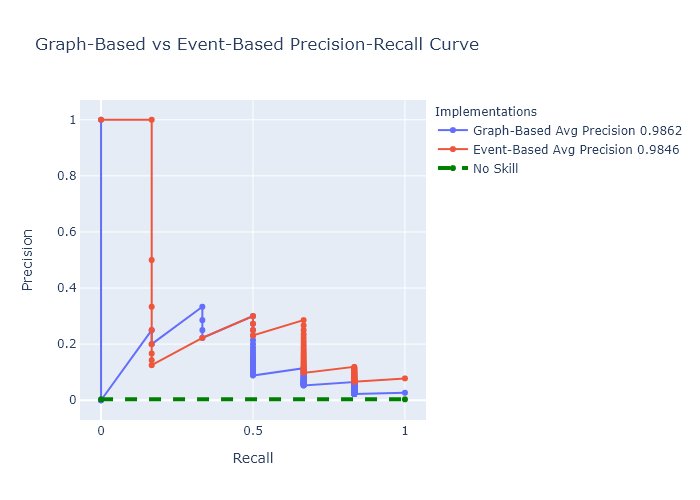 Graph-Based vs Event-Based Precision-Recall Curve
Implementations
Graph-Based Avg Precision 0.9862
Event-Based Avg Precision 0.9846
No Skill
Precision
1
0.8
0.6
0.4
0.2
0
0
0.5
1
Recall